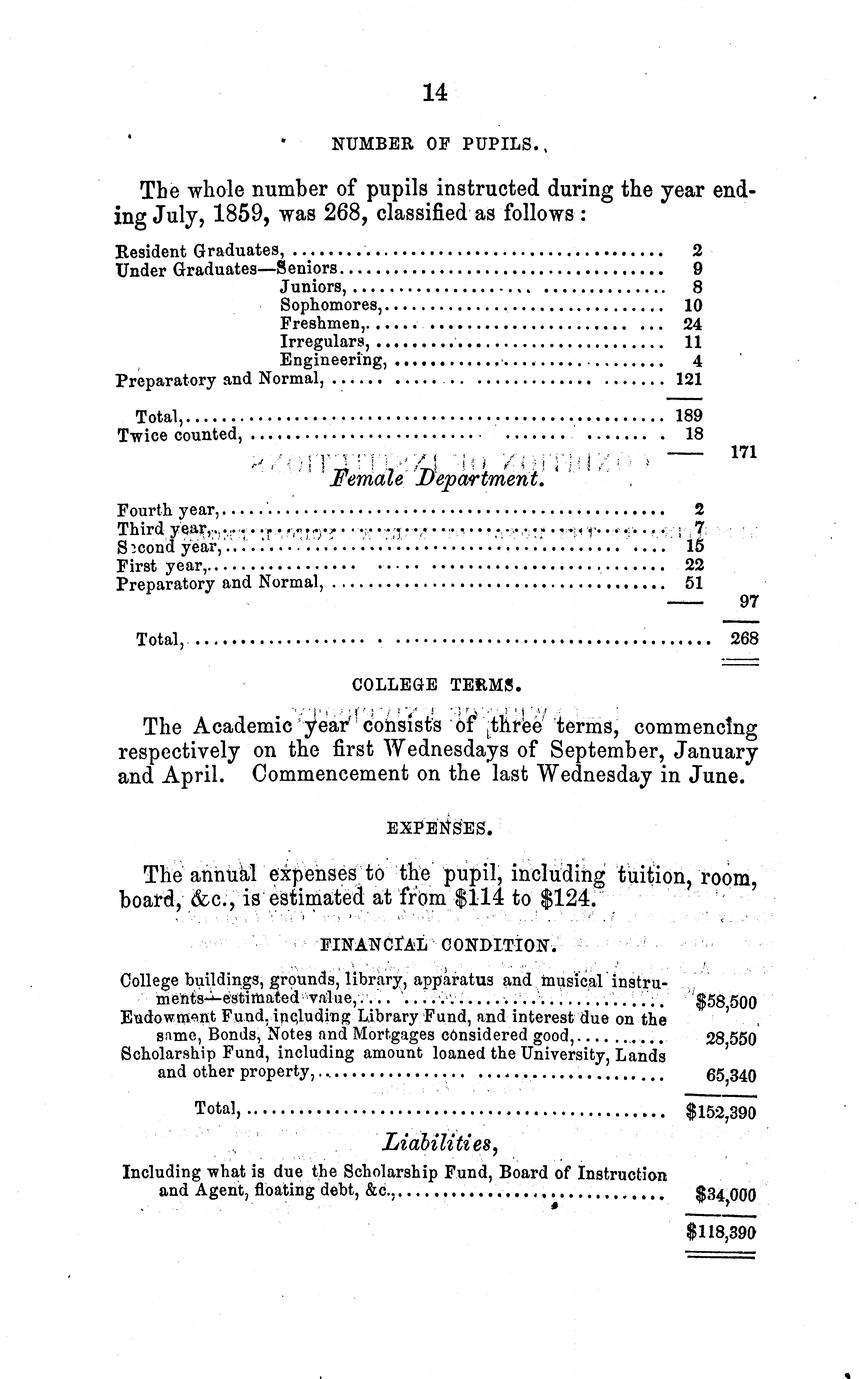 14
NUMBER OF PUPILS.
The whole number of pupils instructed during the year end-
ing July, 1859, was 268, classified as follows :
Resident Graduates, ........................................ 2
Under Graduates—Seniors.................................... 9
Juniors, .................................. 8
Sophomores,............................... 10
Freshmen,................................. 24
Irregulars, ................................ 11
Engineering, .............................. 4
Preparatory and Normal, .................................... 121
Total,..................................................... 189
Twice counted, ............................................. 18
171
Female Department.
Fourth year,................................................. 2
Third year,.................................................. 7
Second year,................................................ 15
First year,.................................................. 22
Preparatory and Normal, ..................................... 51
97
Total, ........................................................ 268
COLLEGE TERMS.
The Academic year consists of three terms, commencing
respectively on the first Wednesdays of September, January
and April. Commencement on the last Wednesday in June.
EXPENSES.
The annual expenses to the pupil, including tuition, room,
board, &c., is estimated at from $114 to $124.
FINANCIAL CONDITION.
College buildings, grounds, library, apparatus and musical instru-
ments—estimated value,.................................. $58,500
Endowment Fund, including Library Fund, and interest due on the
same, Bonds, Notes and Mortgages considered good,.......... 28,550
Scholarship Fund, including amount loaned the University, Lands
and other property,...................................... 65,340
Total, .............................................. $152,390
Liabilities,
Including what is due the Scholarship Fund, Board of Instruction
and Agent, floating debt, &c.,.............................. $34,000
$118,390